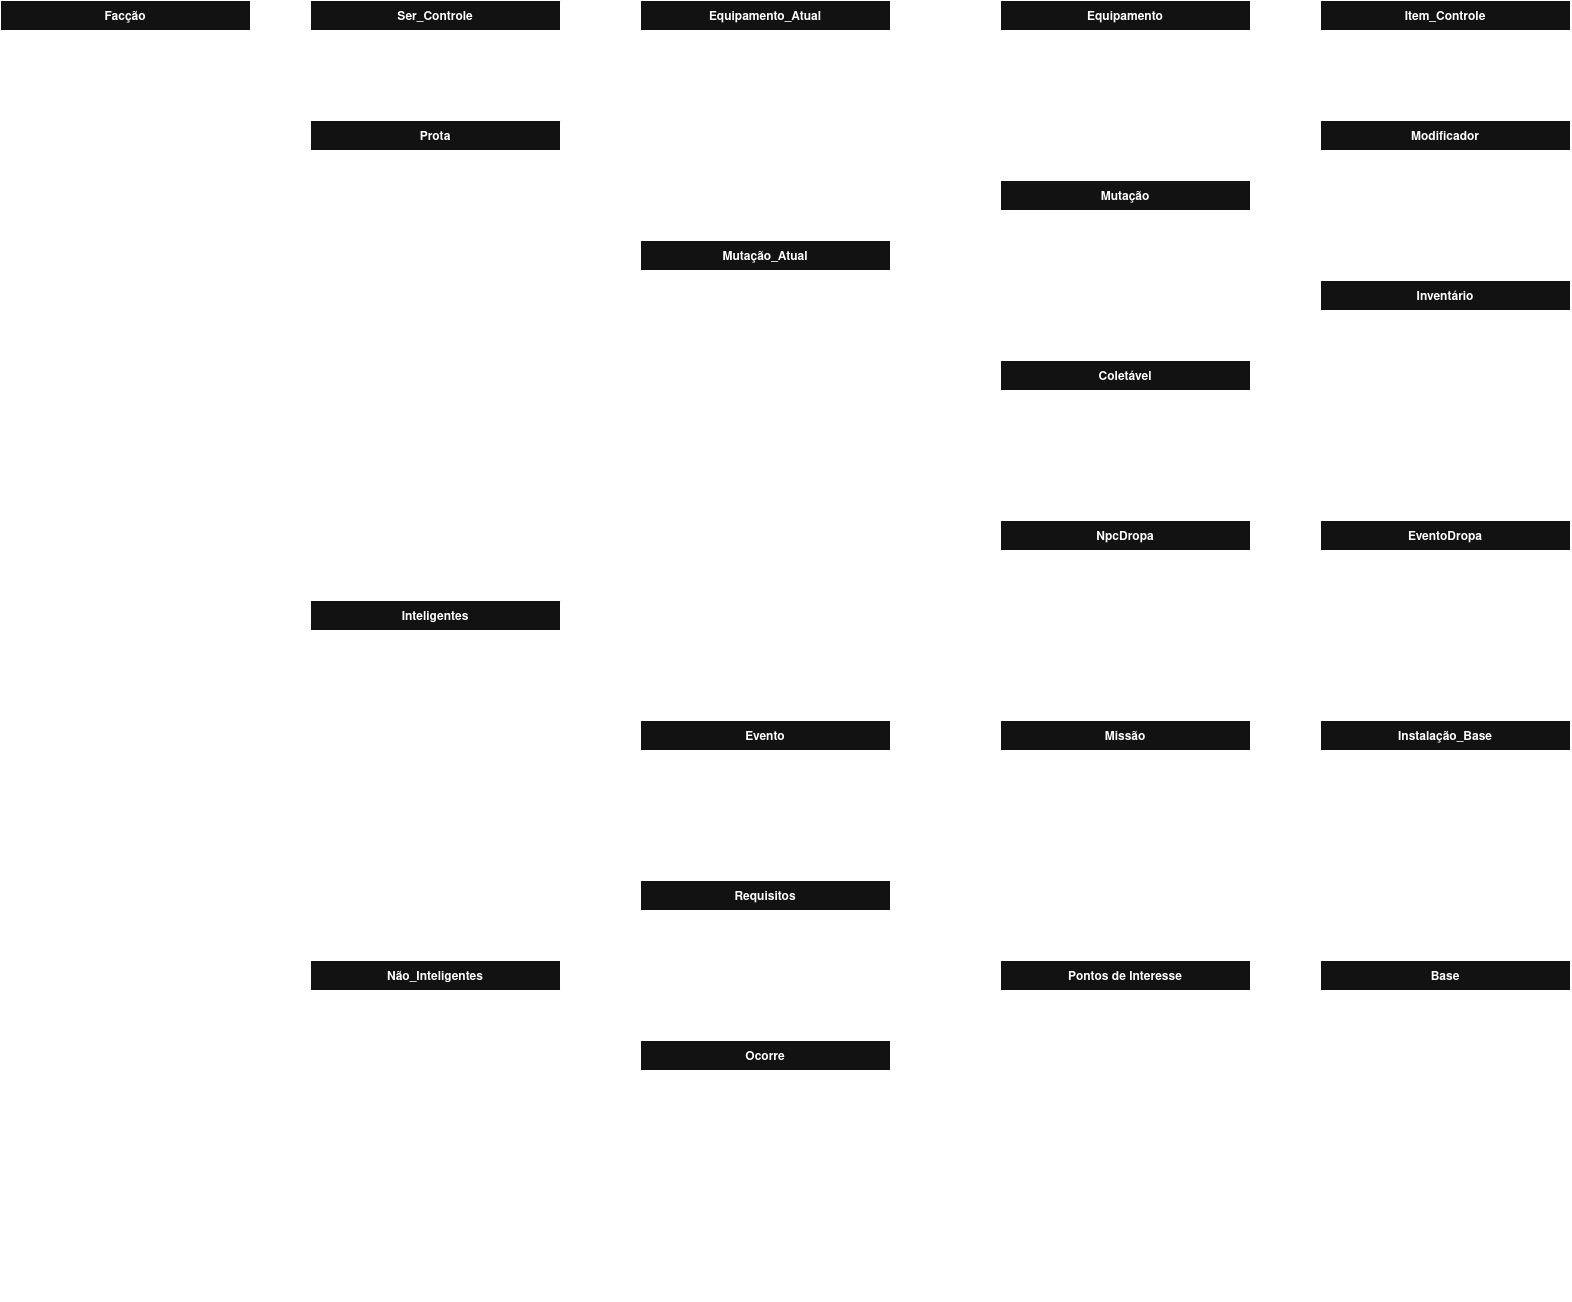 Facção
Ser_Controle
Equipamento_Atual
Equipamento
Item_Controle
Prota
Modificador
Mutação
Mutação_Atual
Inventário
Coletável
NpcDropa
EventoDropa
Inteligentes
Evento
Missão
Instalação_Base
Requisitos
Não_Inteligentes
Pontos de Interesse
Base
Ocorre